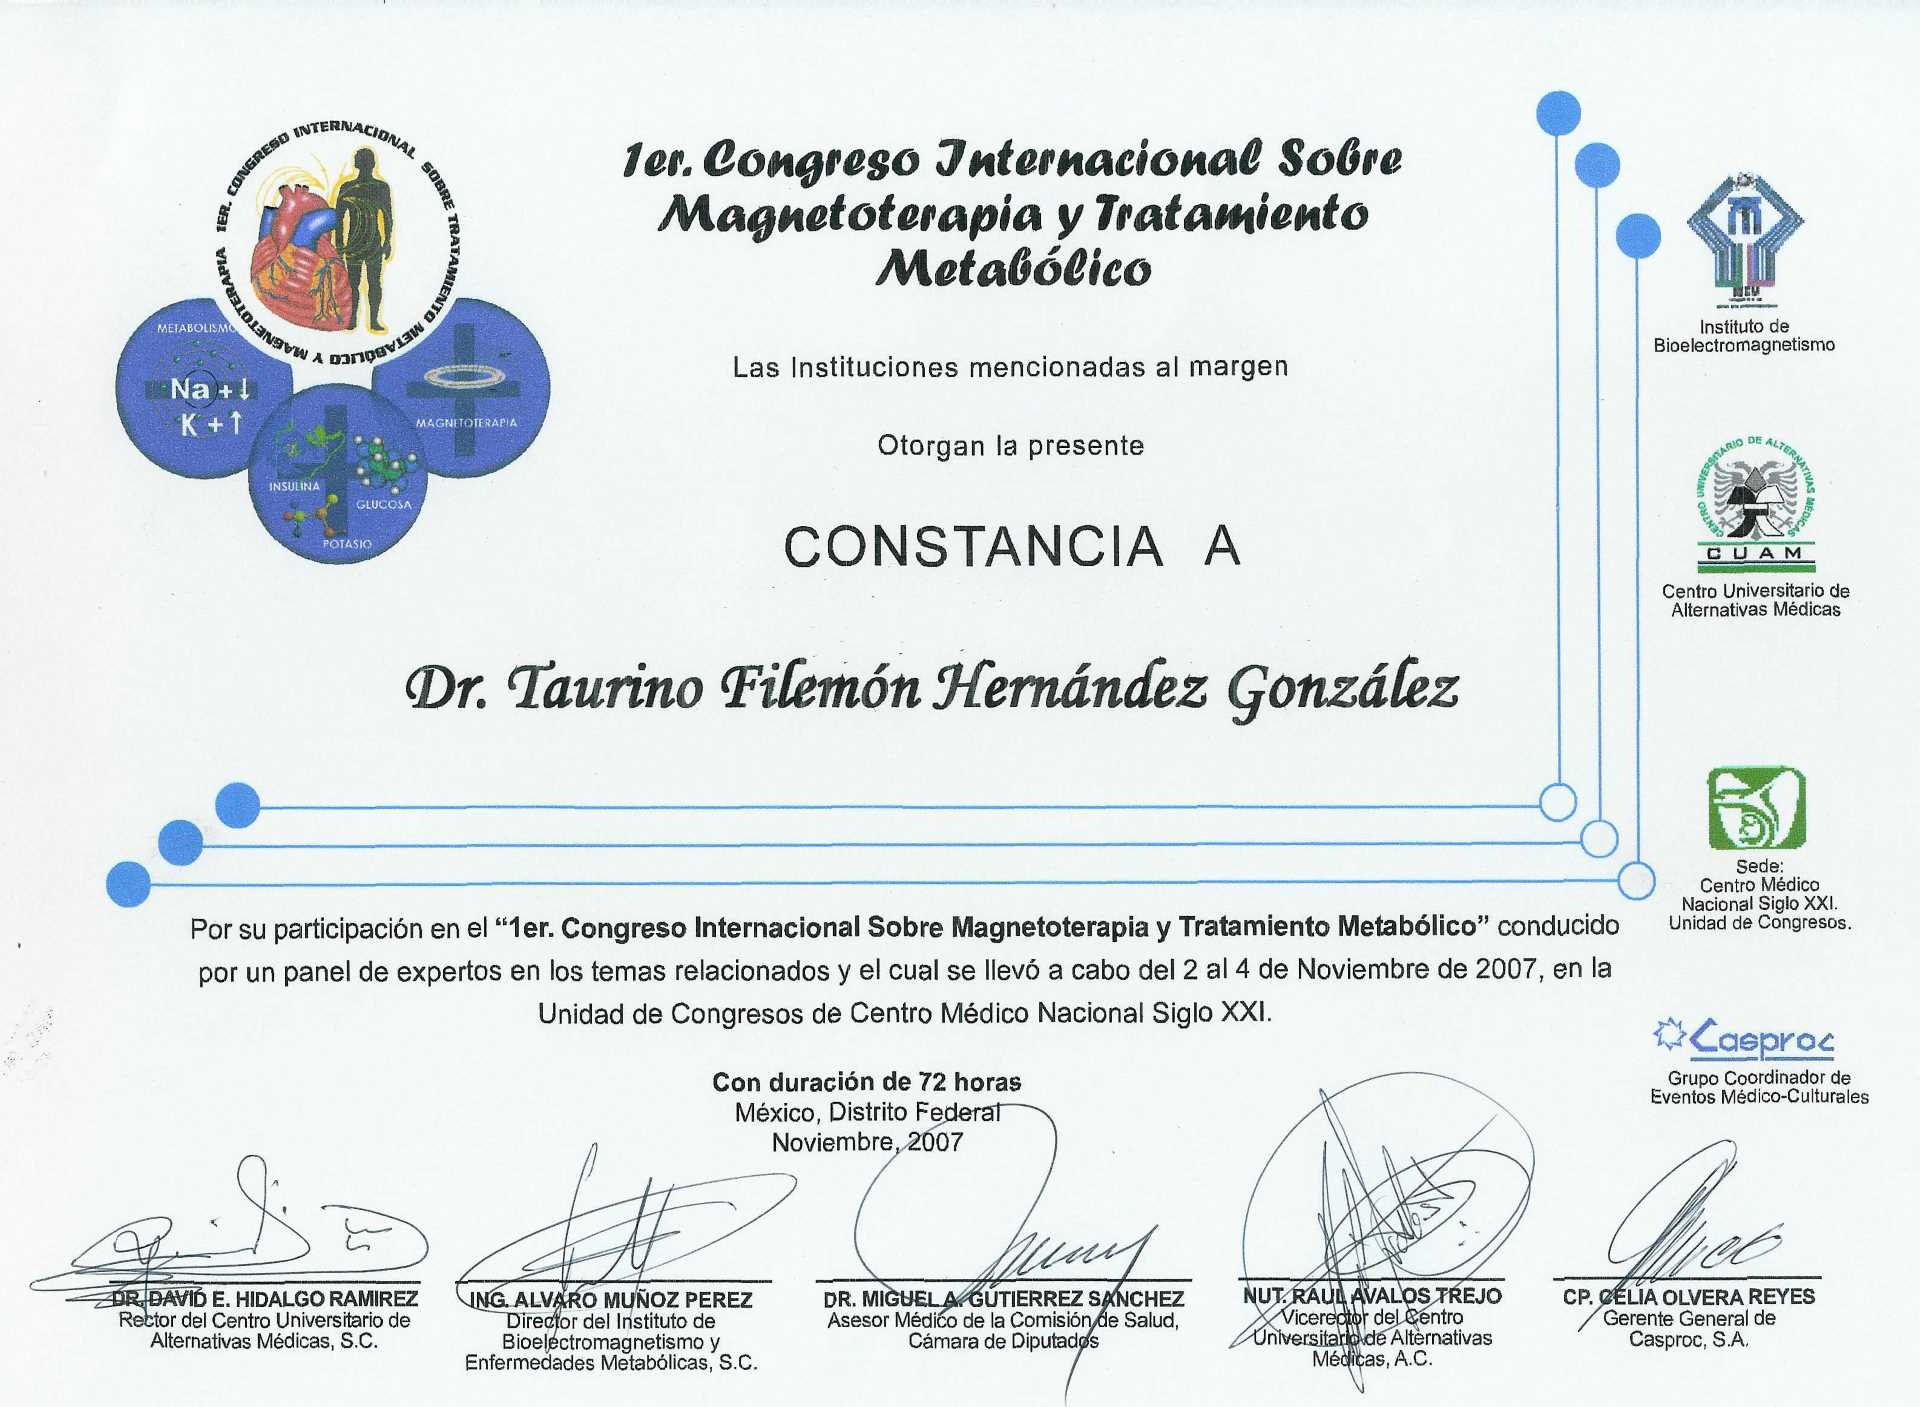 1ER. CONGRESO INTERNACIONAL SOBRE TRATAMIENTO METABÓLICO Y MAGNETOTERAPIA
METABOLISMO
Na + ↓
K + ↑
INSULINA
GLUCOSA
POTASIO
MAGNETOTERAPIA
1er. Congreso Internacional Sobre
Magnetoterapia y Tratamiento
Metabólico
Las Instituciones mencionadas al margen
Otorgan la presente
CONSTANCIA A
Dr. Taurino Filemón Hernández González
Instituto de
Bioelectromagnetismo
CENTRO UNIVERSITARIO DE ALTERNATIVAS MEDICAS
CUAM
Centro Universitario de
Alternativas Médicas
Sede:
Centro Médico
Nacional Siglo XXI.
Unidad de Congresos.
Casproc
Grupo Coordinador de
Eventos Médico-Culturales
Por su participación en el “1er. Congreso Internacional Sobre Magnetoterapia y Tratamiento Metabólico” conducido
por un panel de expertos en los temas relacionados y el cual se llevó a cabo del 2 al 4 de Noviembre de 2007, en la
Unidad de Congresos de Centro Médico Nacional Siglo XXI.
Con duración de 72 horas
México, Distrito Federal
Noviembre, 2007
DR. DAVID E. HIDALGO RAMIREZ
Rector del Centro Universitario de
Alternativas Médicas, S.C.
ING. ALVARO MUÑOZ PEREZ
Director del Instituto de
Bioelectromagnetismo y
Enfermedades Metabólicas, S.C.
DR. MIGUEL A. GUTIERREZ SANCHEZ
Asesor Médico de la Comisión de Salud,
Cámara de Diputados
NUT. RAUL AVALOS TREJO
Vicerector del Centro
Universitario de Alternativas
Médicas, A.C.
CP. CELIA OLVERA REYES
Gerente General de
Casproc, S.A.